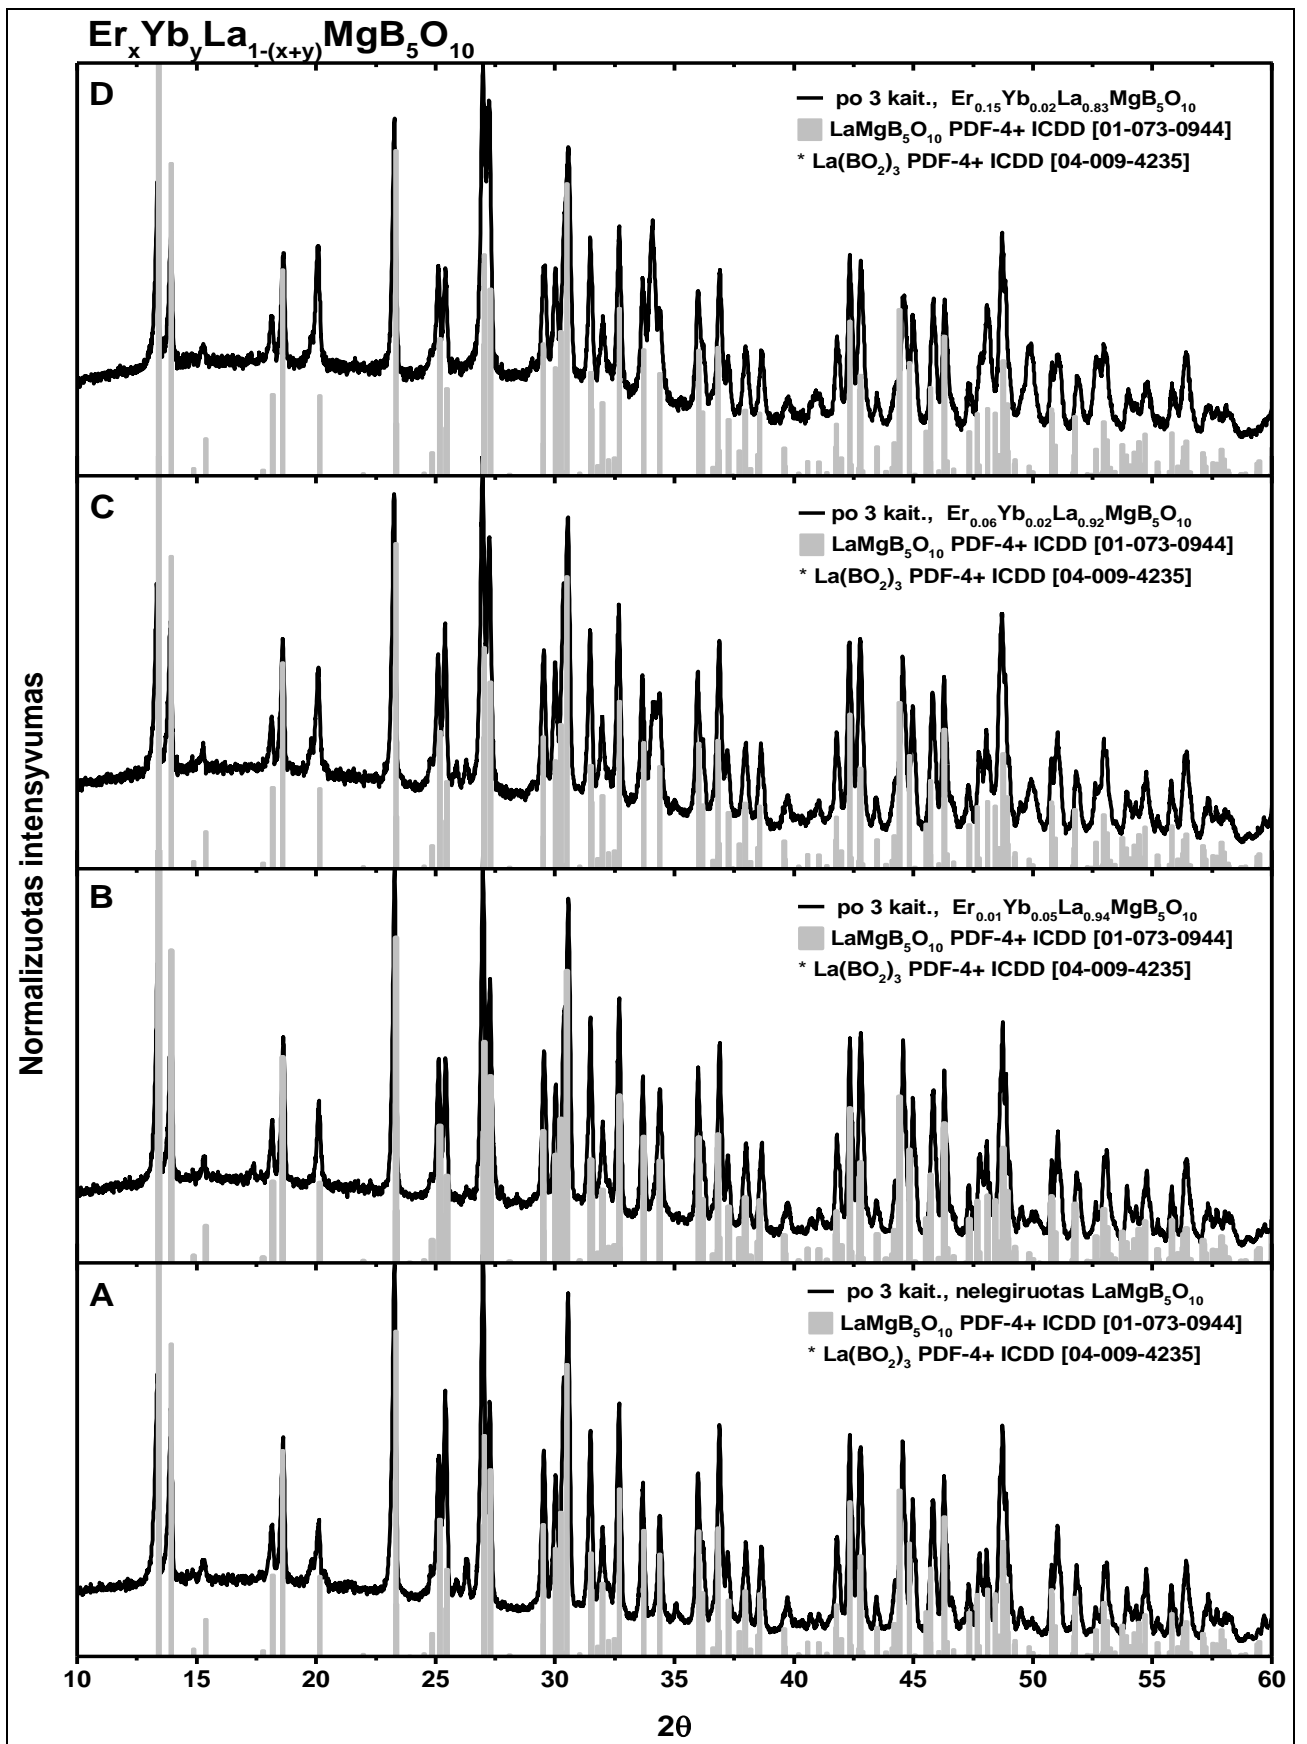 ErₓYbᵧLa₁₋₍ₓ₊ᵧ₎MgB₅O₁₀
D
po 3 kait., Er₀.₁₅Yb₀.₀₂La₀.₈₃MgB₅O₁₀
LaMgB₅O₁₀ PDF-4+ ICDD [01-073-0944]
* La(BO₂)₃ PDF-4+ ICDD [04-009-4235]
C
po 3 kait., Er₀.₀₆Yb₀.₀₂La₀.₉₂MgB₅O₁₀
LaMgB₅O₁₀ PDF-4+ ICDD [01-073-0944]
* La(BO₂)₃ PDF-4+ ICDD [04-009-4235]
B
po 3 kait., Er₀.₀₁Yb₀.₀₅La₀.₉₄MgB₅O₁₀
LaMgB₅O₁₀ PDF-4+ ICDD [01-073-0944]
* La(BO₂)₃ PDF-4+ ICDD [04-009-4235]
A
po 3 kait., nelegiruotas LaMgB₅O₁₀
LaMgB₅O₁₀ PDF-4+ ICDD [01-073-0944]
* La(BO₂)₃ PDF-4+ ICDD [04-009-4235]
Normalizuotas intensyvumas
10 15 20 25 30 35 40 45 50 55 60
2θ